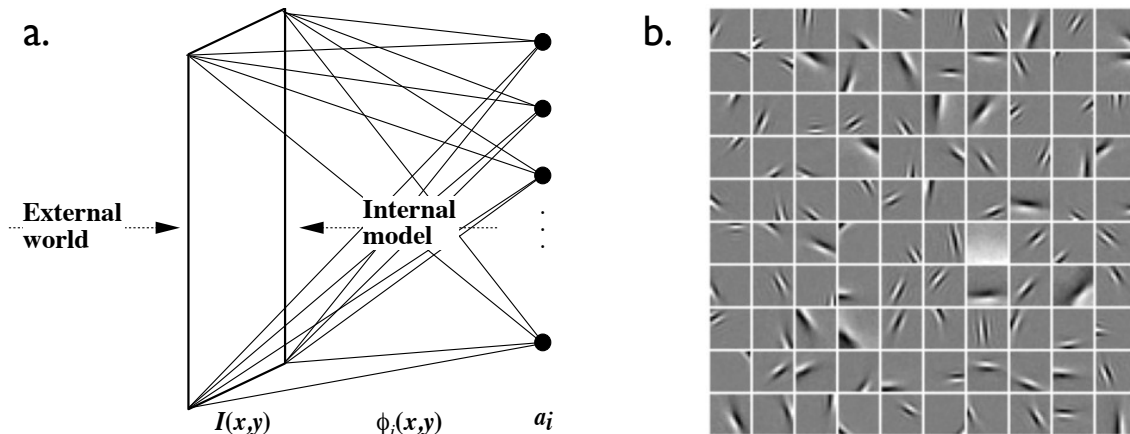 a.
b.
External
world
Internal
model
I(x,y)
ϕi(x,y)
ai